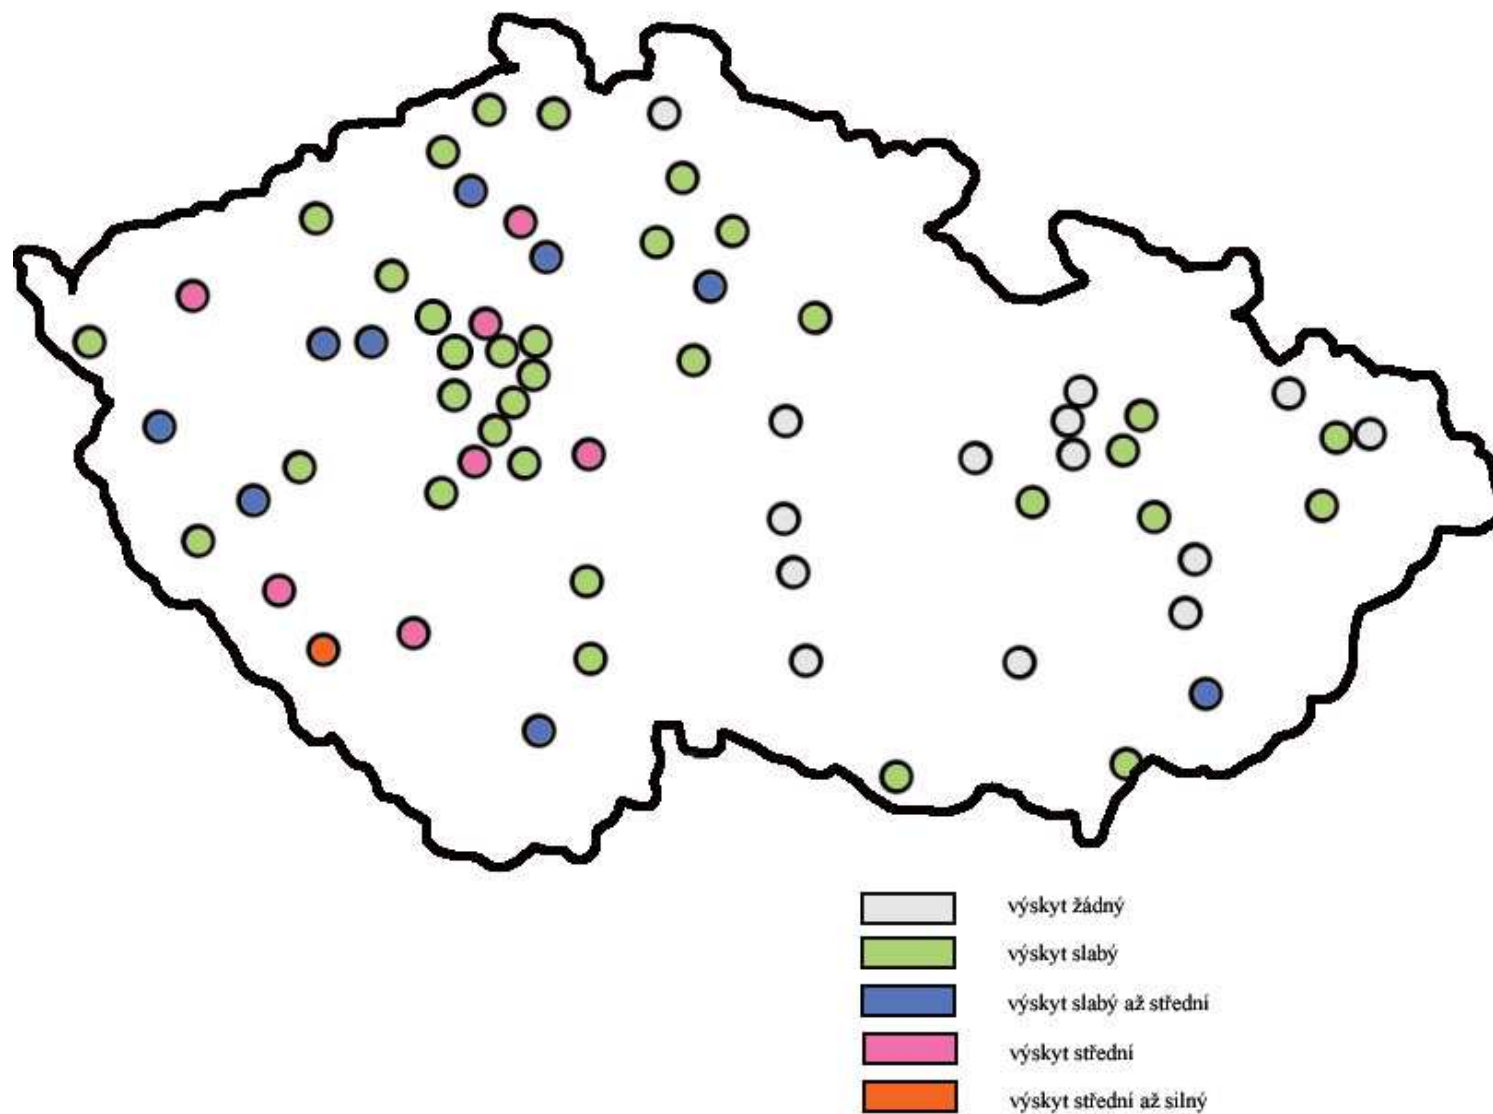 výskyt žádný
výskyt slabý
výskyt slabý až střední
výskyt střední
výskyt střední až silný